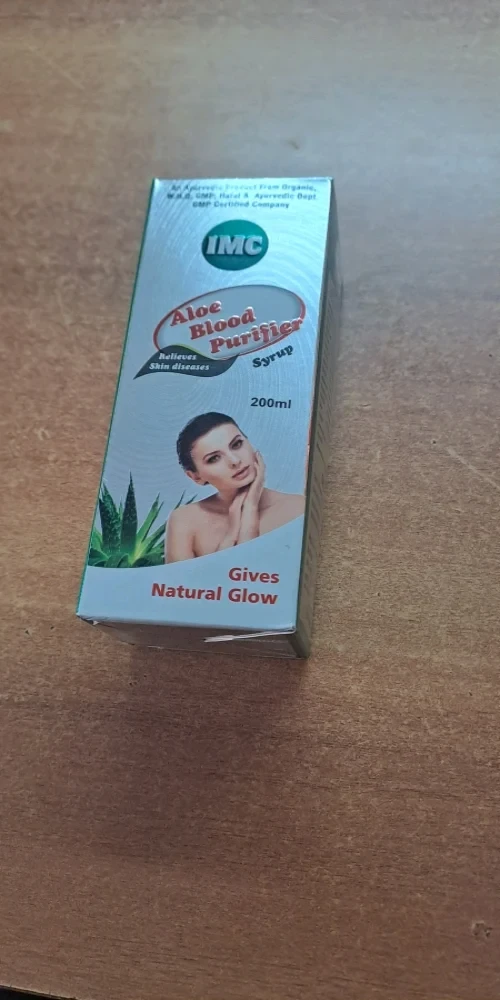 An Ayurvedic Product From Organic,
W.H.O, GMP, Halal & Ayurvedic Dept
GMP Certified Company
IMC
Aloe
Blood
Purifier
Syrup
Relieves
Skin diseases
200ml
Gives
Natural Glow